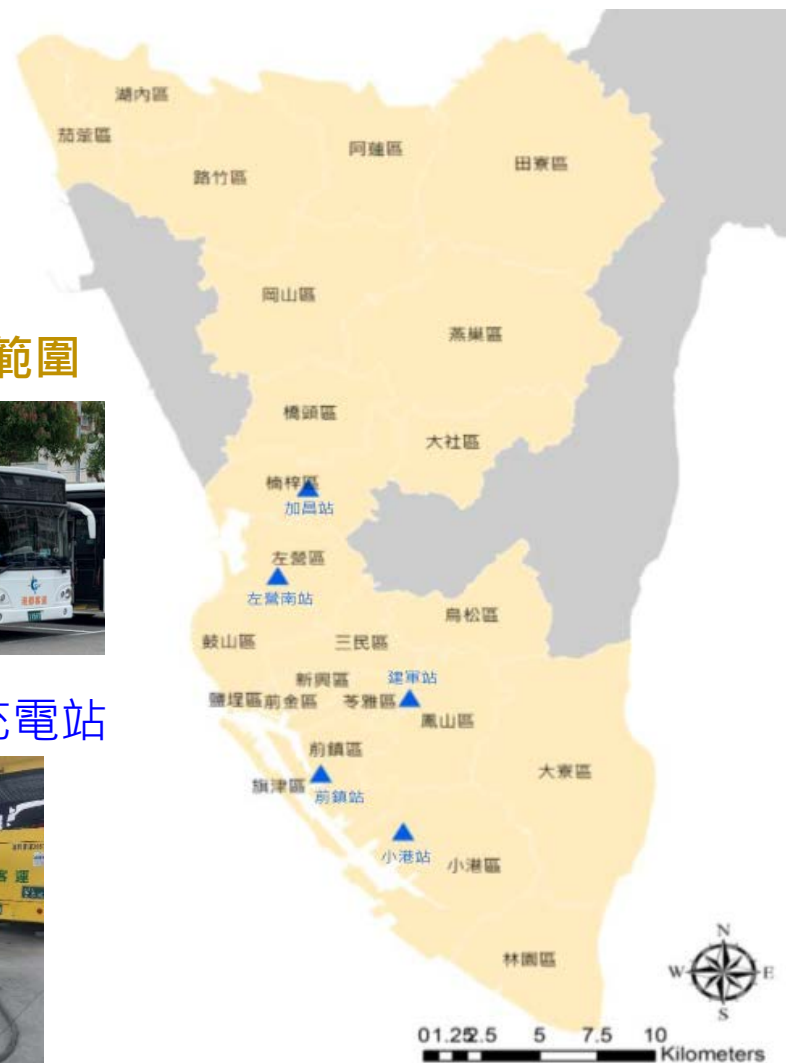 湖內區
茄萣區
阿蓮區
田寮區
路竹區
岡山區
燕巢區
範圍
橋頭區
大社區
楠梓區
加昌站
左營區
左營南站
鳥松區
鼓山區
三民區
新興區
建軍站
鹽埕區
前金區
苓雅區
鳳山區
充電站
前鎮區
大寮區
旗津區
前鎮站
小港站
小港區
客運
林園區
N
W
E
S
0 1.25 2.5 5 7.5 10
Kilometers